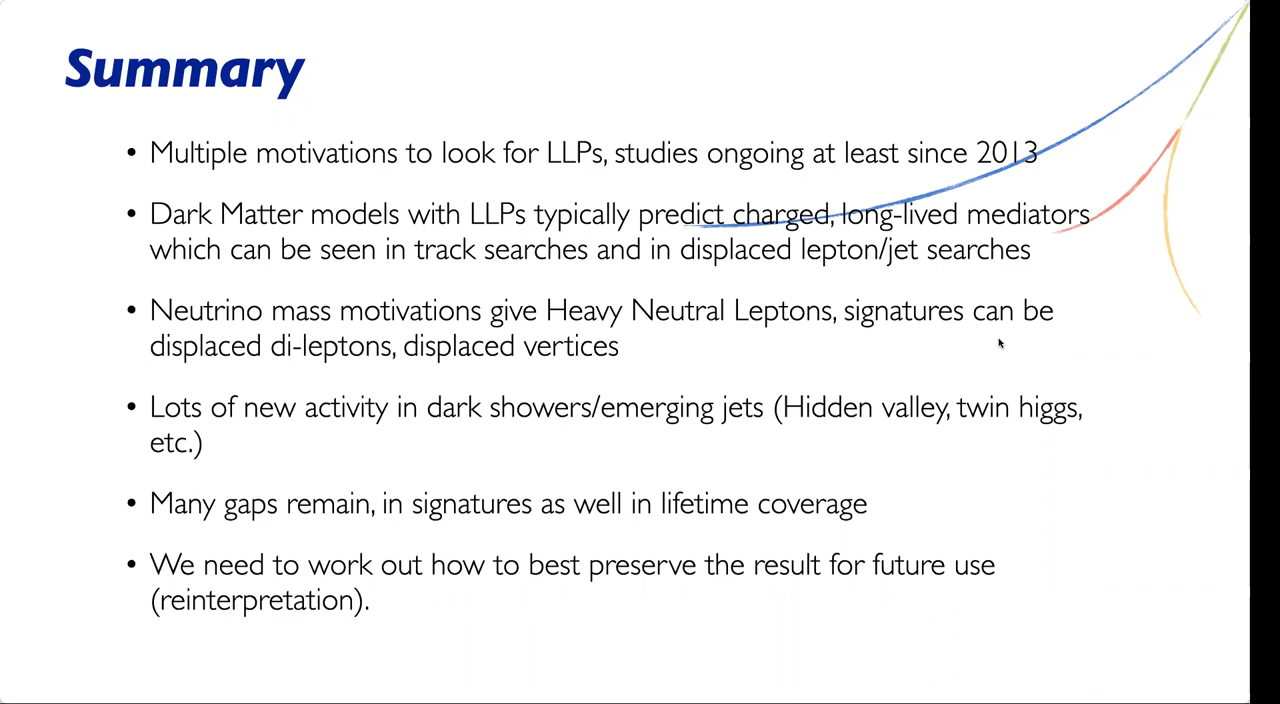 Summary
• Multiple motivations to look for LLPs, studies ongoing at least since 2013
• Dark Matter models with LLPs typically predict charged, long-lived mediators
which can be seen in track searches and in displaced lepton/jet searches
• Neutrino mass motivations give Heavy Neutral Leptons, signatures can be
displaced di-leptons, displaced vertices
• Lots of new activity in dark showers/emerging jets (Hidden valley, twin higgs,
etc.)
• Many gaps remain, in signatures as well in lifetime coverage
• We need to work out how to best preserve the result for future use
(reinterpretation).